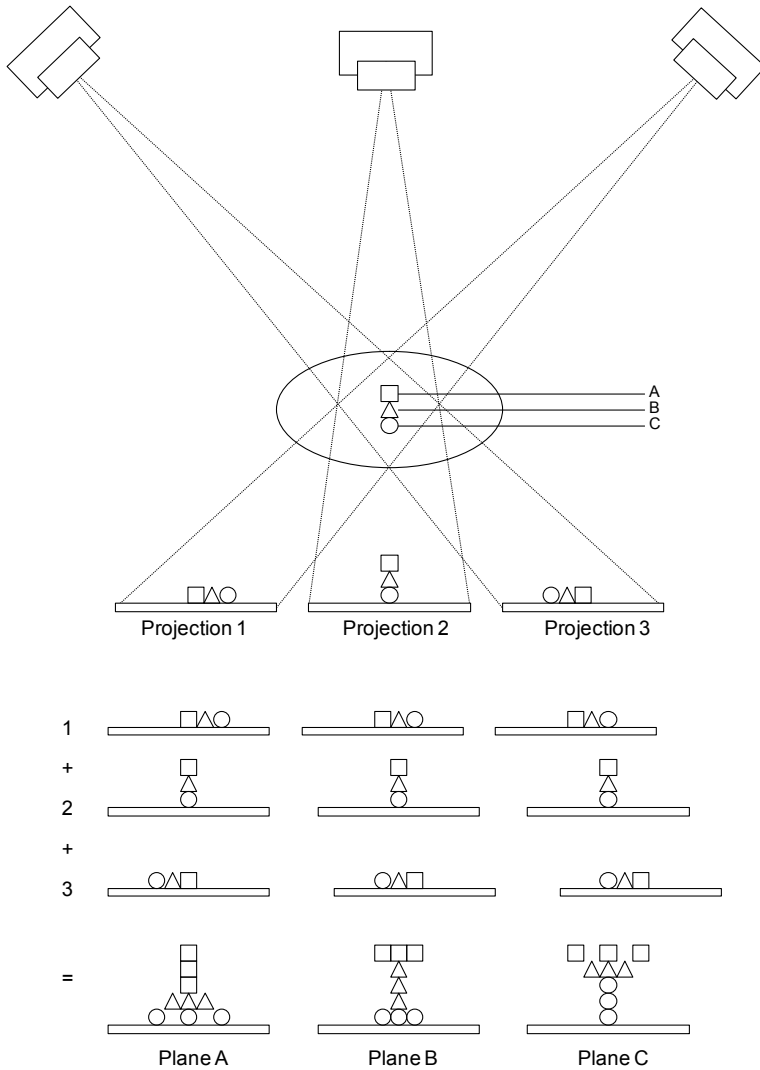 A
B
C
Projection 1 Projection 2 Projection 3
1
+
2
+
3
=
Plane A Plane B Plane C